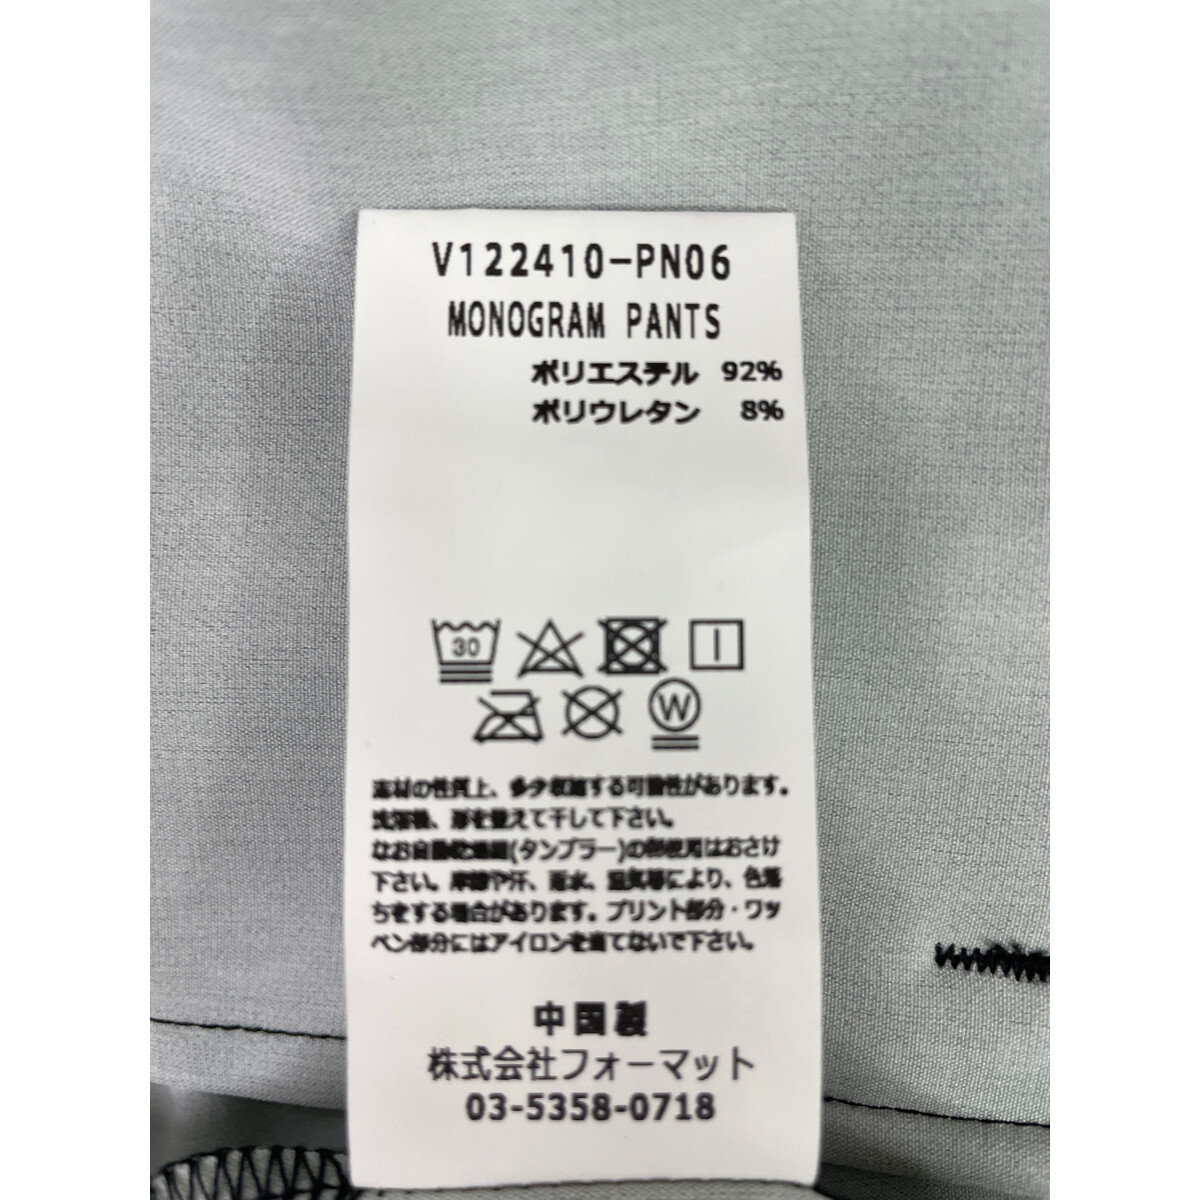 V122410-PN06
MONOGRAM PANTS
ポリエステル 92%
ポリウレタン 8%
30
W
素材の性質上、多少収縮する可能性があります。
洗濯後、形を整えて干して下さい。
なお自動乾燥機(タンブラー)の御使用はおさけ
下さい。摩擦や汗、雨水、湿気等により、色落
ちをする場合があります。プリント部分・ワッ
ペン部分にはアイロンを当てないで下さい。
中国製
株式会社フォーマット
03-5358-0718